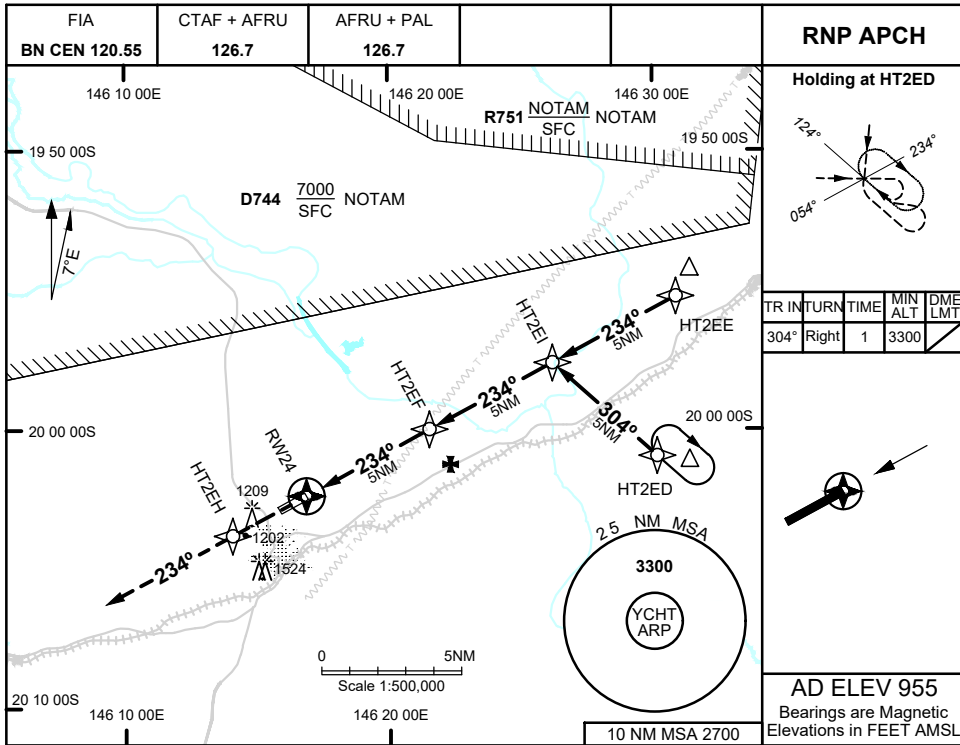 FIA
BN CEN 120.55
CTAF + AFRU
126.7
AFRU + PAL
126.7
RNP APCH
146 10 00E
146 20 00E
146 30 00E
R751 NOTAM
SFC
NOTAM
19 50 00S
19 50 00S
D744 7000
SFC
NOTAM
7°E
HT2EE
HT2EI
234°
5NM
234°
5NM
HT2EF
304°
5NM
20 00 00S
20 00 00S
RW24
234°
5NM
HT2ED
HT2EH
1209
1202
1524
234°
25 NM MSA
3300
YCHT
ARP
0 5NM
Scale 1:500,000
20 10 00S
146 10 00E
146 20 00E
10 NM MSA 2700
Holding at HT2ED
124°
234°
054°
TR IN TURN TIME MIN ALT DME LMT
304° Right 1 3300
AD ELEV 955
Bearings are Magnetic
Elevations in FEET AMSL